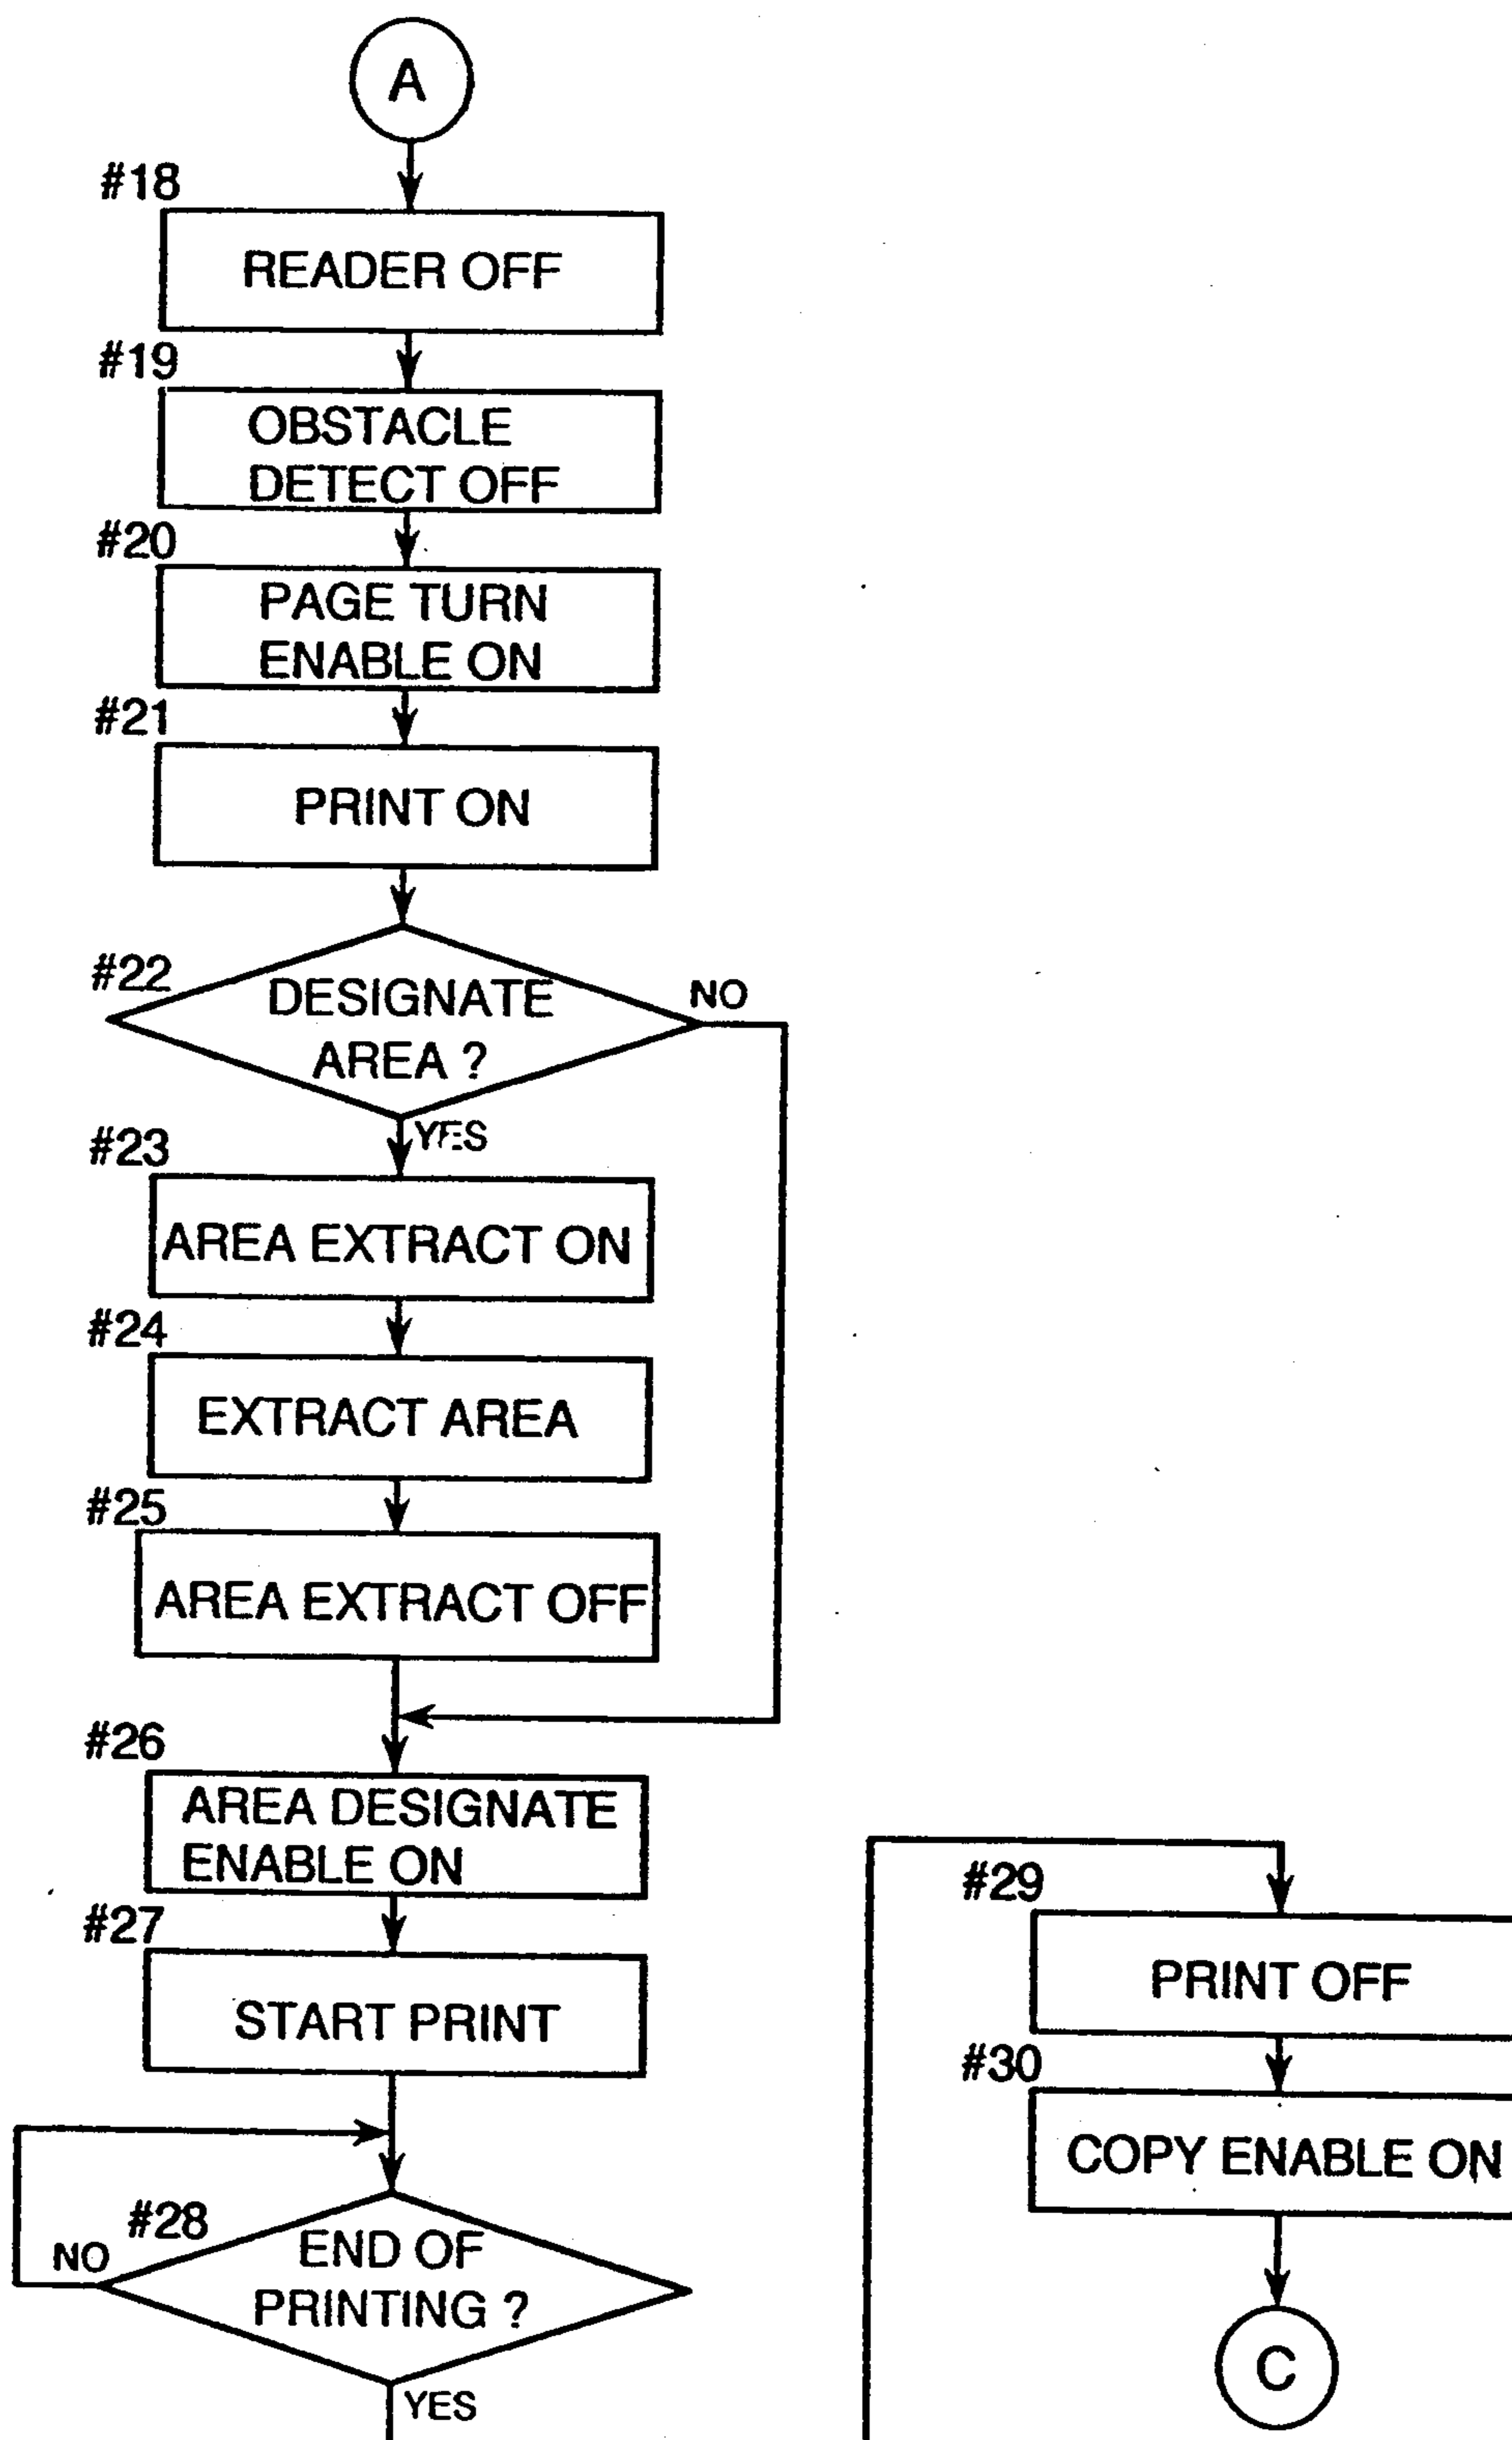 A
#18
READER OFF
#19
OBSTACLE
DETECT OFF
#20
PAGE TURN
ENABLE ON
#21
PRINT ON
#22
DESIGNATE
AREA ?
NO
YES
#23
AREA EXTRACT ON
#24
EXTRACT AREA
#25
AREA EXTRACT OFF
#26
AREA DESIGNATE
ENABLE ON
#27
START PRINT
#28
END OF
PRINTING ?
NO
YES
#29
PRINT OFF
#30
COPY ENABLE ON
C